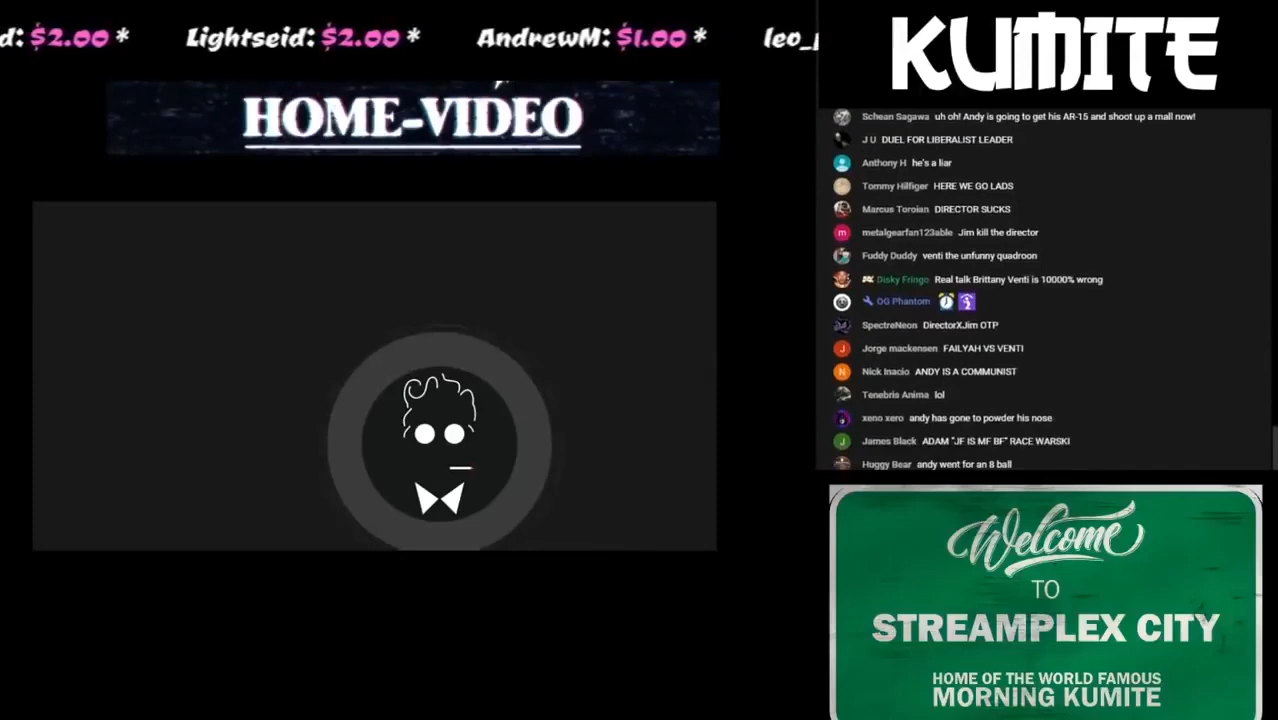 d: $2.00 * Lightseid: $2.00 * AndrewM: $1.00 * leo_
HOME-VIDEO
KUMITE
Schean Sagawa uh oh! Andy is going to get his AR-15 and shoot up a mall now!
J U DUEL FOR LIBERALIST LEADER
Anthony H he's a liar
Tommy Hilfiger HERE WE GO LADS
Marcus Toroian DIRECTOR SUCKS
m metalgearfan123able Jim kill the director
Fuddy Duddy venti the unfunny quadroon
Disky Fringo Real talk Brittany Venti is 10000% wrong
OG Phantom
SpectreNeon DirectorXJim OTP
J Jorge mackensen FAILYAH VS VENTI
N Nick Inacio ANDY IS A COMMUNIST
Tenebris Anima lol
xeno xero andy has gone to powder his nose
J James Black ADAM "JF IS MF BF" RACE WARSKI
Huggy Bear andy went for an 8 ball
Welcome
TO
STREAMPLEX CITY
HOME OF THE WORLD FAMOUS
MORNING KUMITE